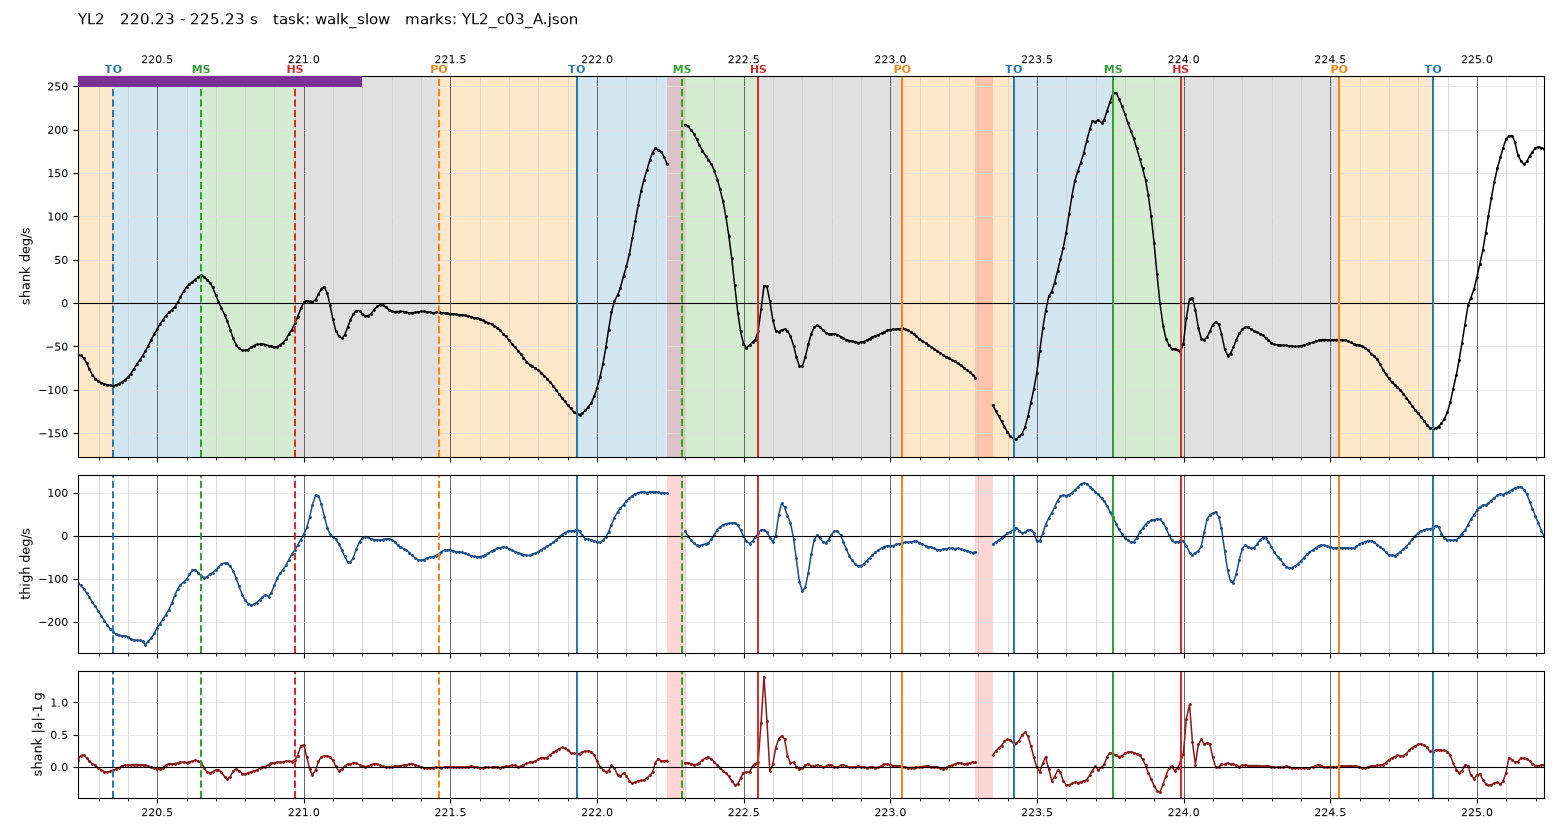 YL2   220.23 - 225.23 s   task: walk_slow   marks: YL2_c03_A.json
220.5 221.0 221.5 222.0 222.5 223.0 223.5 224.0 224.5 225.0
TO MS HS PO TO MS HS PO TO MS HS PO TO
shank deg/s
250
200
150
100
50
0
−50
−100
−150
thigh deg/s
100
0
−100
−200
shank |a|-1 g
1.0
0.5
0.0
220.5 221.0 221.5 222.0 222.5 223.0 223.5 224.0 224.5 225.0